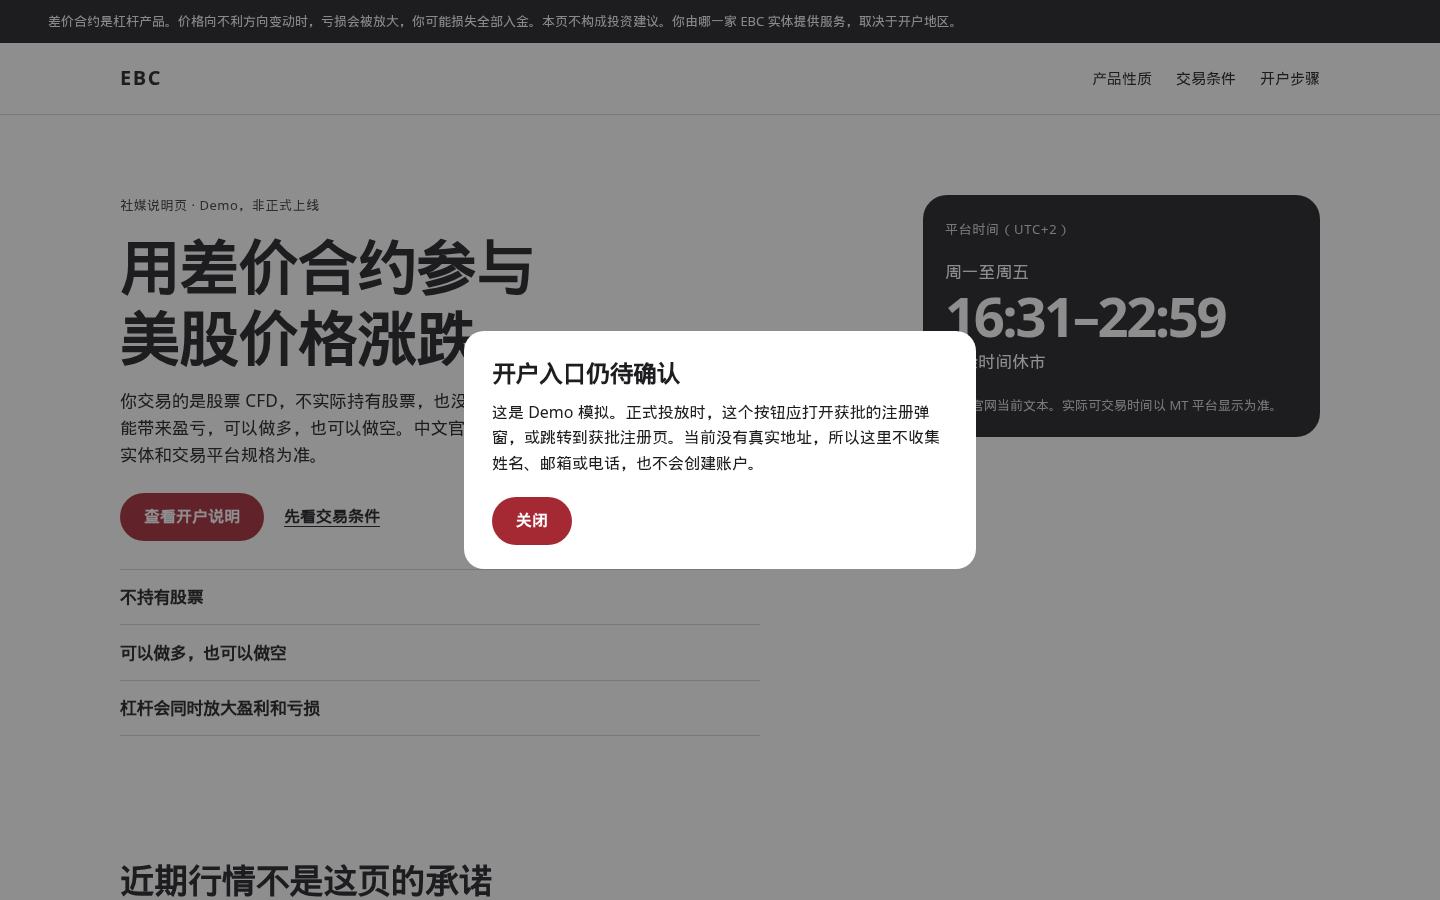 差价合约是杠杆产品。价格向不利方向变动时，亏损会被放大，你可能损失全部入金。本页不构成投资建议。你由哪一家 EBC 实体提供服务，取决于开户地区。
EBC
产品性质
交易条件
开户步骤
社媒说明页 · Demo，非正式上线
用差价合约参与
美股价格涨跌
你交易的是股票 CFD，不实际持有股票，也没
能带来盈亏，可以做多，也可以做空。中文官
实体和交易平台规格为准。
查看开户说明
先看交易条件
不持有股票
可以做多，也可以做空
杠杆会同时放大盈利和亏损
平台时间（UTC+2）
周一至周五
16:31–22:59
时间休市
官网当前文本。实际可交易时间以 MT 平台显示为准。
开户入口仍待确认
这是 Demo 模拟。正式投放时，这个按钮应打开获批的注册弹
窗，或跳转到获批注册页。当前没有真实地址，所以这里不收集
姓名、邮箱或电话，也不会创建账户。
关闭
近期行情不是这页的承诺